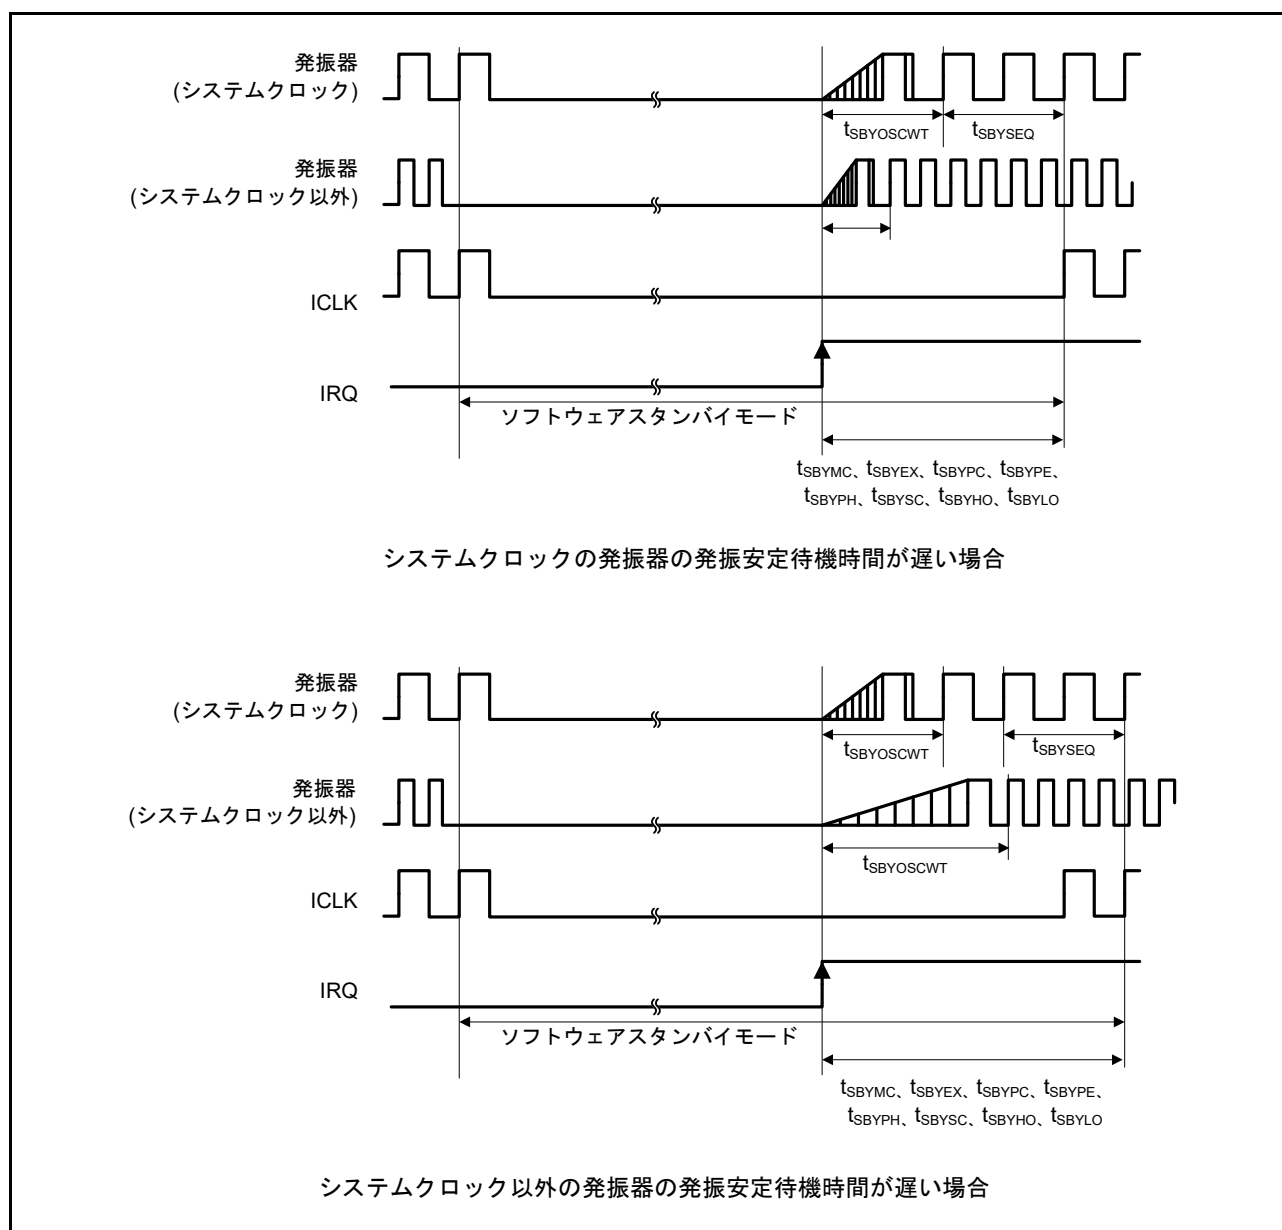 発振器
(システムクロック)
tSBYOSCWT
tSBYSEQ
発振器
(システムクロック以外)
ICLK
IRQ
ソフトウェアスタンバイモード
tSBYMC、tSBYEX、tSBYPC、tSBYPE、
tSBYPH、tSBYSC、tSBYHO、tSBYLO
システムクロックの発振器の発振安定待機時間が遅い場合
発振器
(システムクロック)
tSBYOSCWT
tSBYSEQ
発振器
(システムクロック以外)
tSBYOSCWT
ICLK
IRQ
ソフトウェアスタンバイモード
tSBYMC、tSBYEX、tSBYPC、tSBYPE、
tSBYPH、tSBYSC、tSBYHO、tSBYLO
システムクロック以外の発振器の発振安定待機時間が遅い場合